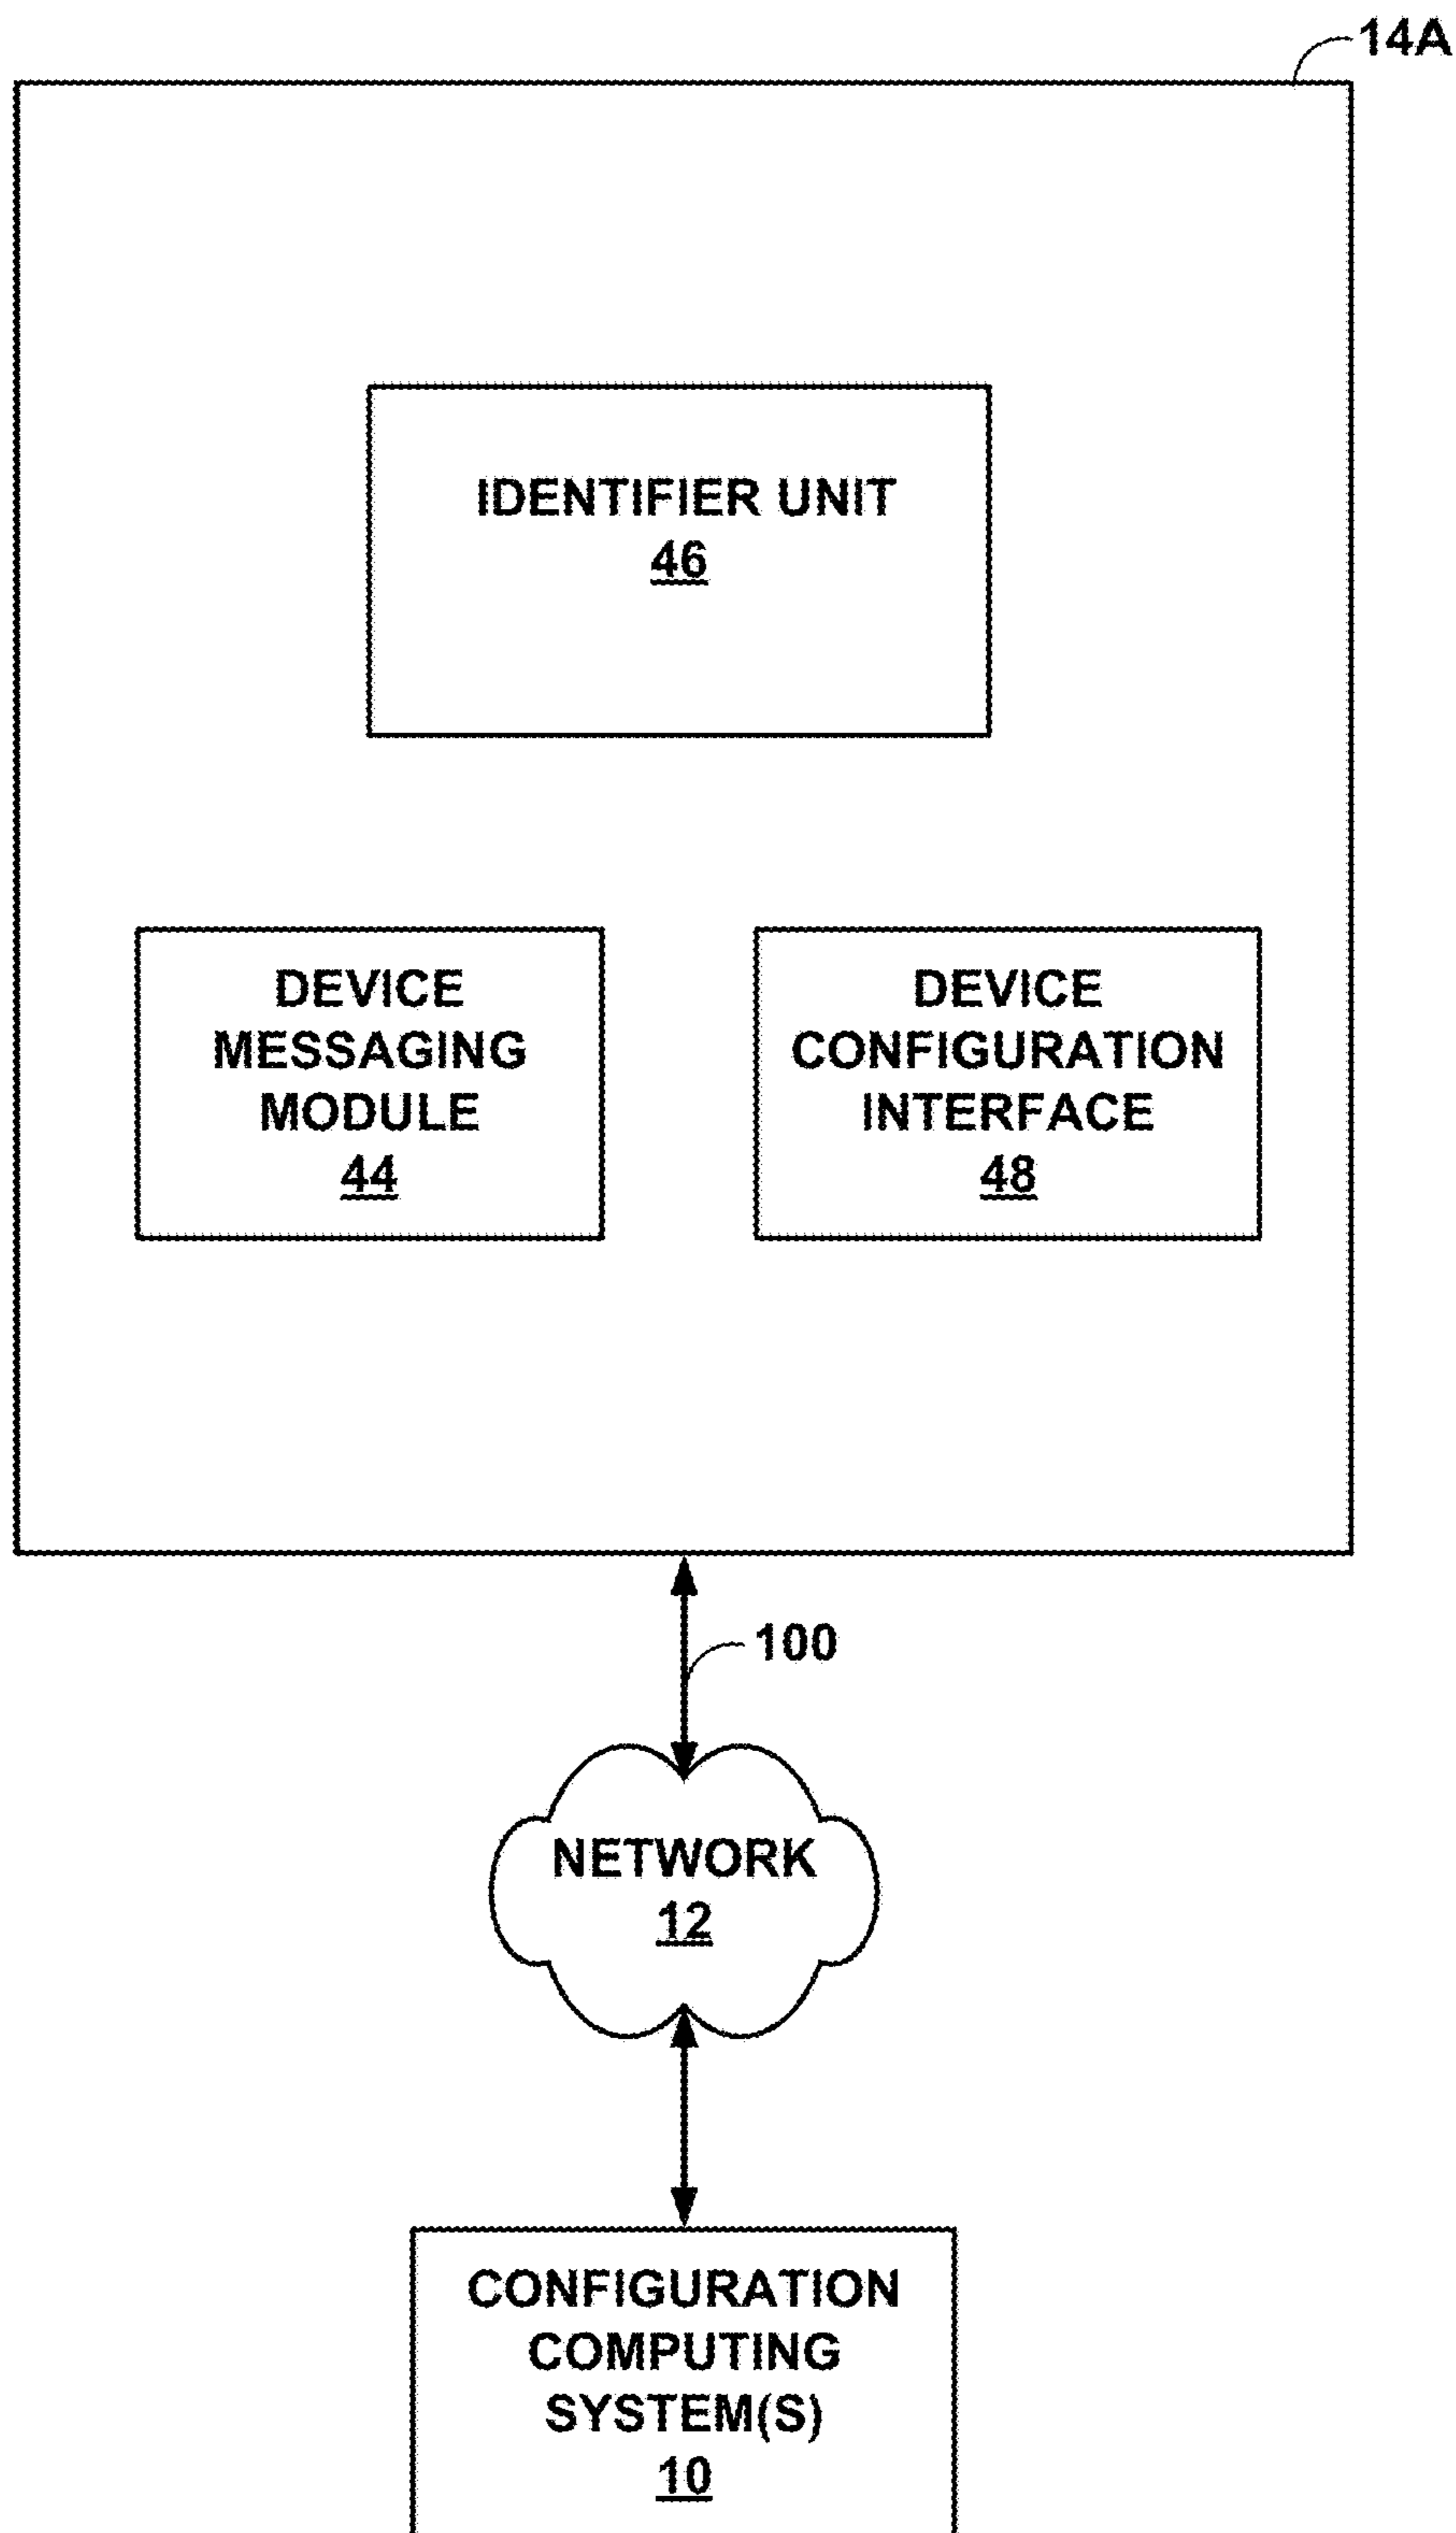 14A
IDENTIFIER UNIT
46
DEVICE
MESSAGING
MODULE
44
DEVICE
CONFIGURATION
INTERFACE
48
100
NETWORK
12
CONFIGURATION
COMPUTING
SYSTEM(S)
10